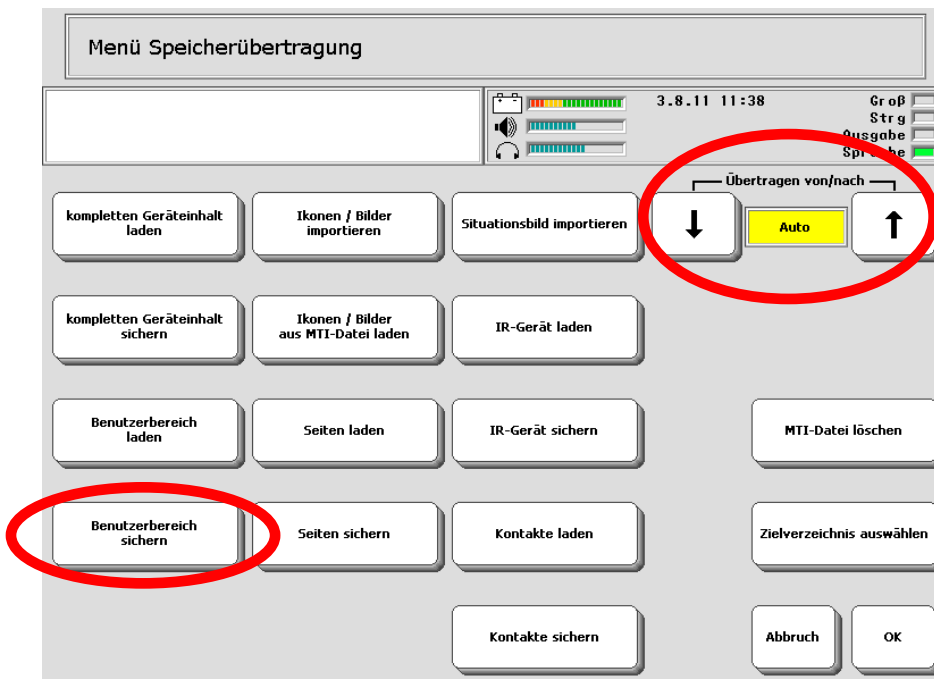 Menü Speicherübertragung
3.8.11 11:38
Groß
Strg
Ausgabe
Sprache
Übertragen von/nach
kompletten Geräteinhalt
laden
Ikonen / Bilder
importieren
Situationsbild importieren
↓
Auto
↑
kompletten Geräteinhalt
sichern
Ikonen / Bilder
aus MTI-Datei laden
IR-Gerät laden
Benutzerbereich
laden
Seiten laden
IR-Gerät sichern
MTI-Datei löschen
Benutzerbereich
sichern
Seiten sichern
Kontakte laden
Zielverzeichnis auswählen
Kontakte sichern
Abbruch
OK